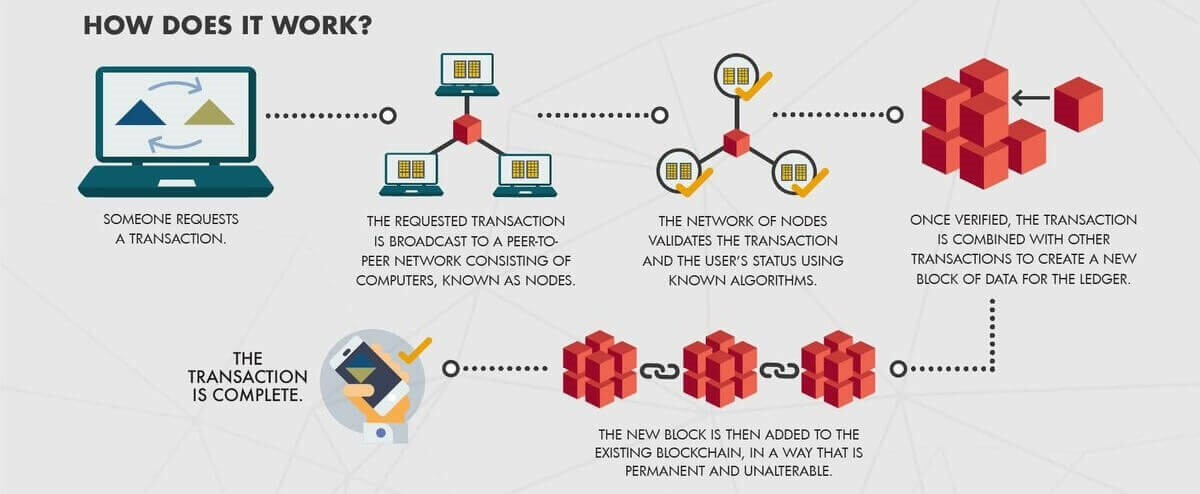 HOW DOES IT WORK?
SOMEONE REQUESTS
A TRANSACTION.
THE REQUESTED TRANSACTION
IS BROADCAST TO A PEER-TO-
PEER NETWORK CONSISTING OF
COMPUTERS, KNOWN AS NODES.
THE NETWORK OF NODES
VALIDATES THE TRANSACTION
AND THE USER'S STATUS USING
KNOWN ALGORITHMS.
ONCE VERIFIED, THE TRANSACTION
IS COMBINED WITH OTHER
TRANSACTIONS TO CREATE A NEW
BLOCK OF DATA FOR THE LEDGER.
THE NEW BLOCK IS THEN ADDED TO THE
EXISTING BLOCKCHAIN, IN A WAY THAT IS
PERMANENT AND UNALTERABLE.
THE
TRANSACTION
IS COMPLETE.